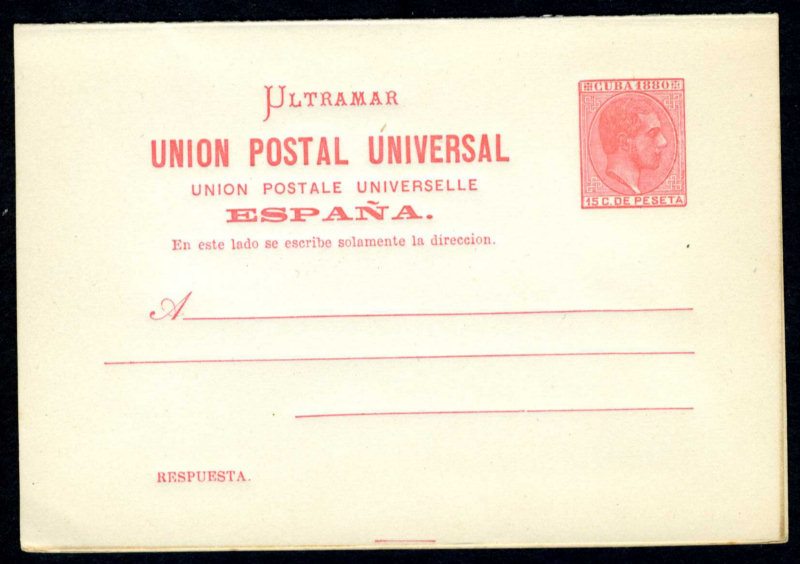 ULTRAMAR
CUBA 1880
UNION POSTAL UNIVERSAL
UNION POSTALE UNIVERSELLE
15 C. DE PESETA
ESPAÑA.
En este lado se escribe solamente la direccion.
A
RESPUESTA.